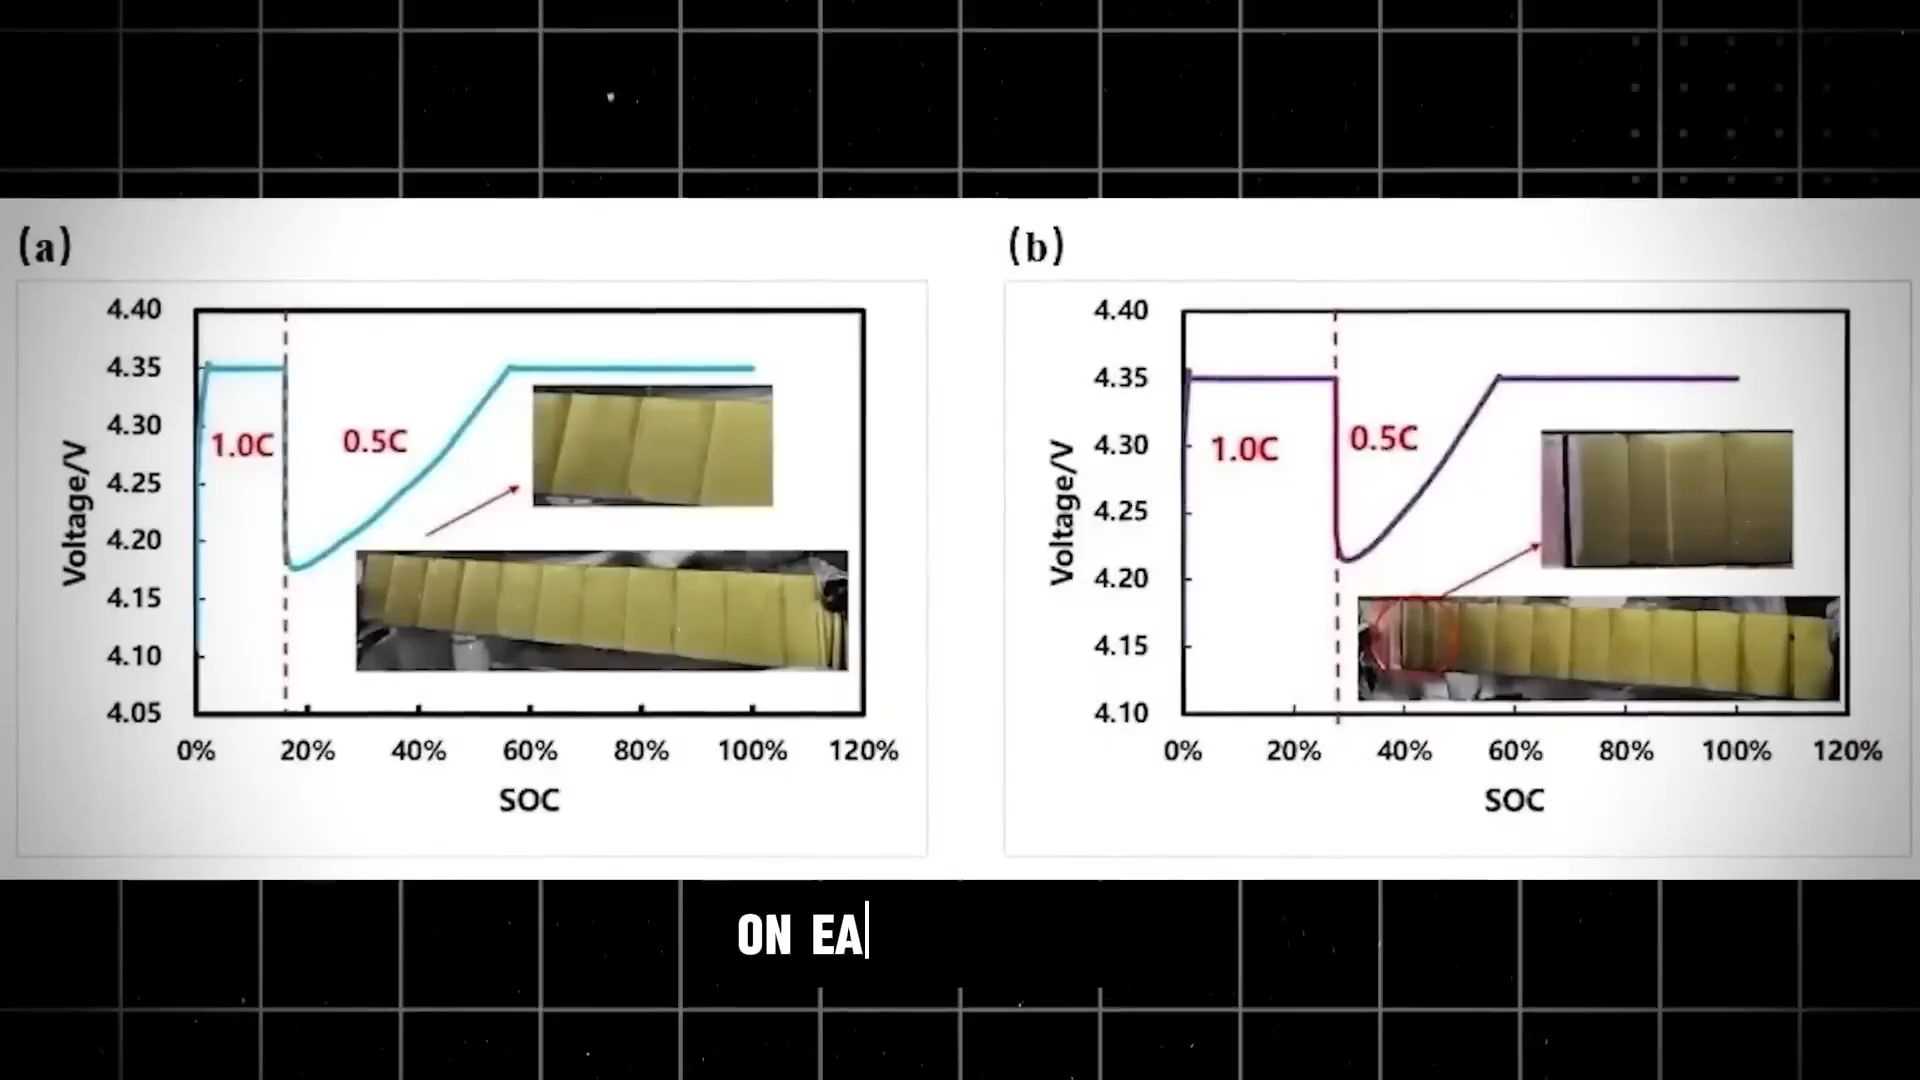 (a)
4.40
4.35
4.30
4.25
4.20
4.15
4.10
4.05
Voltage/V
1.0C
0.5C
0% 20% 40% 60% 80% 100% 120%
SOC
(b)
4.40
4.35
4.30
4.25
4.20
4.15
4.10
Voltage/V
1.0C
0.5C
0% 20% 40% 60% 80% 100% 120%
SOC
ON EA